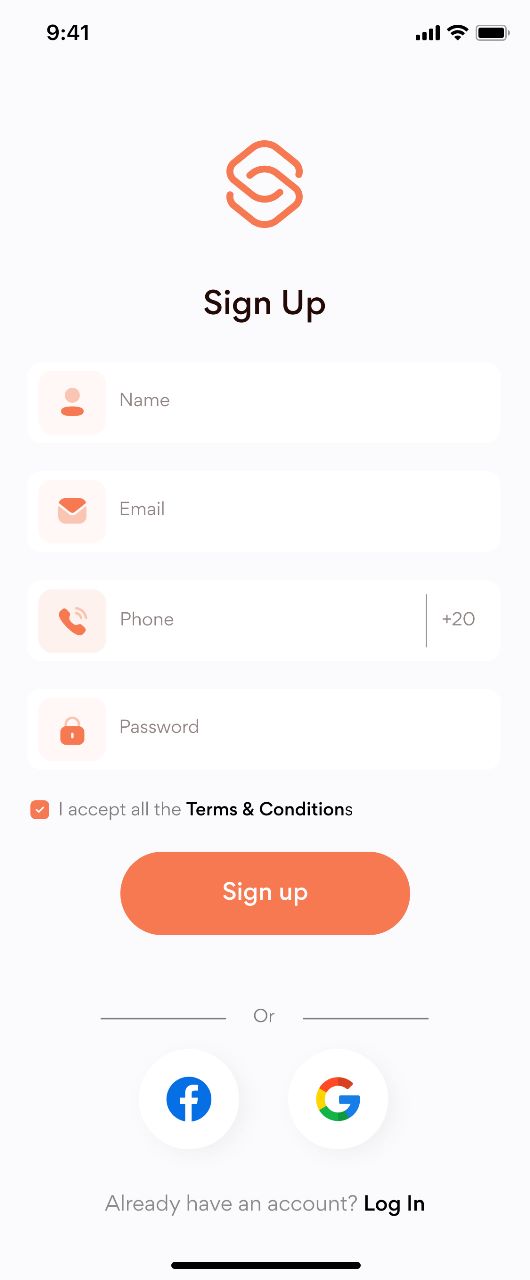 9:41
Sign Up
Name
Email
Phone
+20
Password
I accept all the Terms & Conditions
Sign up
Or
Already have an account? Log In